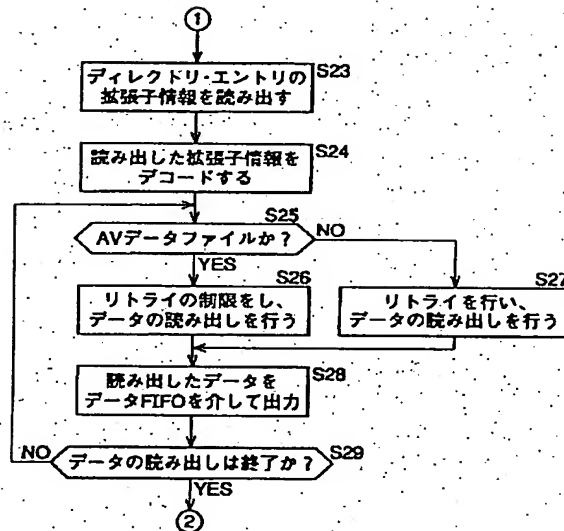 1
ディレクドリ・エントリの S23
拡張子情報を読み出す
読み出した拡張子情報を S24
デコードする
S25
AVデータファイルか? NO
YES
S26
リトライの制限をし、
データの読み出しを行う
S27
リトライを行い、
データの読み出しを行う
読み出したデータを S28
データFIFOを介して出力
NO データの読み出しは終了か? S29
YES
2